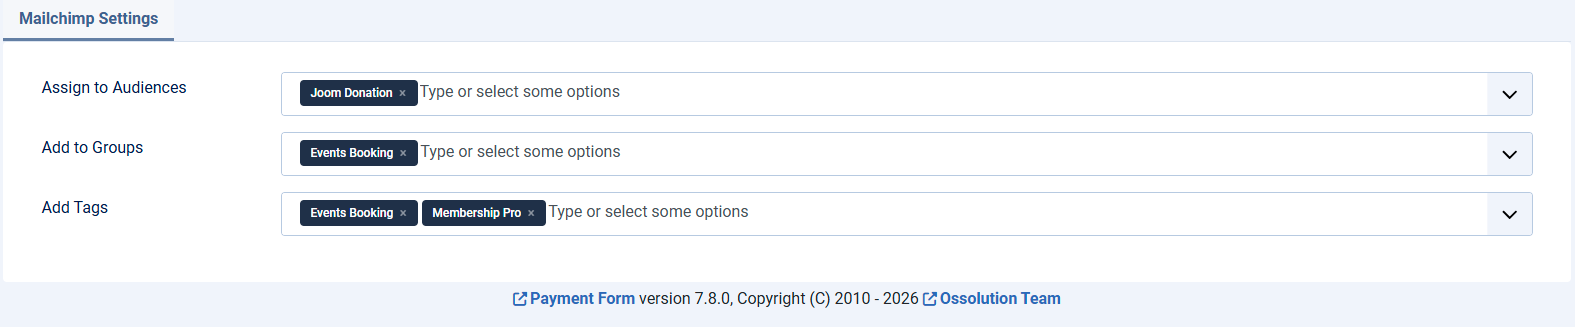 Mailchimp Settings
Assign to Audiences
Joom Donation × Type or select some options
Add to Groups
Events Booking × Type or select some options
Add Tags
Events Booking × Membership Pro × Type or select some options
Payment Form version 7.8.0, Copyright (C) 2010 - 2026 Ossolution Team